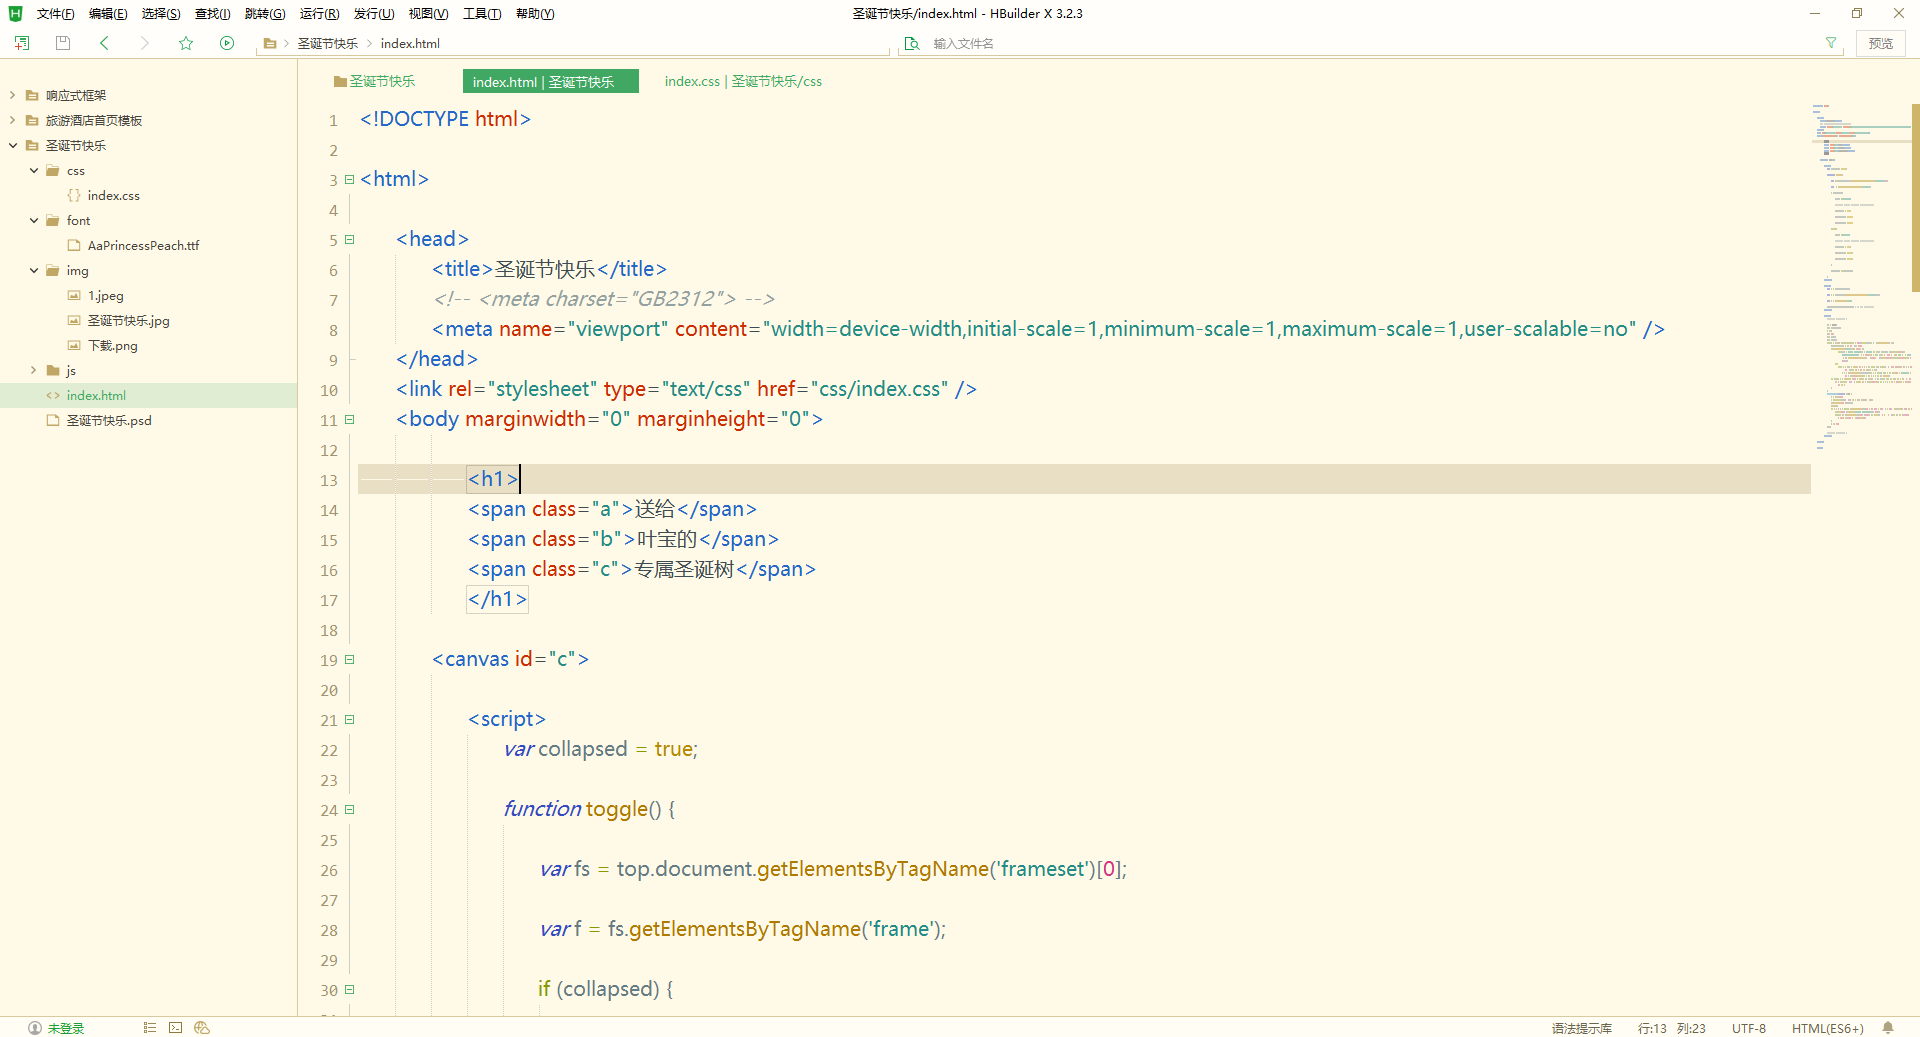 文件(F) 编辑(E) 选择(S) 查找(I) 跳转(G) 运行(R) 发行(U) 视图(V) 工具(T) 帮助(Y)
圣诞节快乐/index.html - HBuilder X 3.2.3
圣诞节快乐 index.html
输入文件名
预览
响应式框架
旅游酒店首页模板
圣诞节快乐
css
index.css
font
AaPrincessPeach.ttf
img
1.jpeg
圣诞节快乐.jpg
下载.png
js
index.html
圣诞节快乐.psd
圣诞节快乐 index.html | 圣诞节快乐 index.css | 圣诞节快乐/css
1 <!DOCTYPE html>
2
3 <html>
4
5 <head>
6 <title>圣诞节快乐</title>
7 <!-- <meta charset="GB2312"> -->
8 <meta name="viewport" content="width=device-width,initial-scale=1,minimum-scale=1,maximum-scale=1,user-scalable=no" />
9 </head>
10 <link rel="stylesheet" type="text/css" href="css/index.css" />
11 <body marginwidth="0" marginheight="0">
12
13 <h1>
14 <span class="a">送给</span>
15 <span class="b">叶宝的</span>
16 <span class="c">专属圣诞树</span>
17 </h1>
18
19 <canvas id="c">
20
21 <script>
22 var collapsed = true;
23
24 function toggle() {
25
26 var fs = top.document.getElementsByTagName('frameset')[0];
27
28 var f = fs.getElementsByTagName('frame');
29
30 if (collapsed) {
未登录
语法提示库 行:13 列:23 UTF-8 HTML(ES6+)